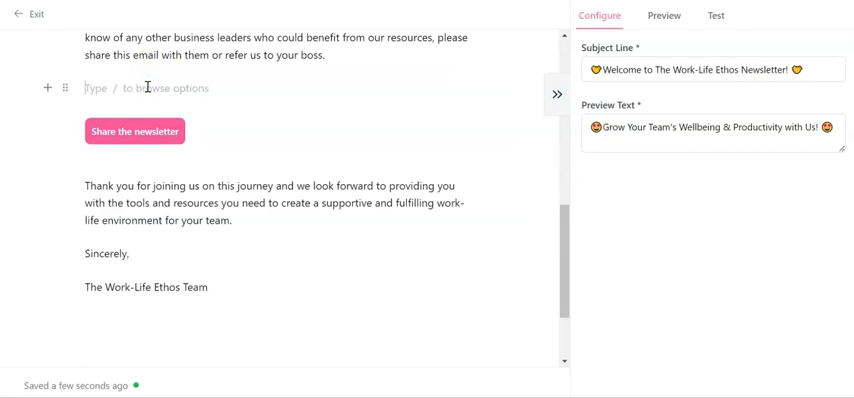 Exit
know of any other business leaders who could benefit from our resources, please
share this email with them or refer us to your boss.
Type / to browse options
Share the newsletter
Thank you for joining us on this journey and we look forward to providing you
with the tools and resources you need to create a supportive and fulfilling work-
life environment for your team.
Sincerely,
The Work-Life Ethos Team
Saved a few seconds ago
Configure Preview Test
Subject Line *
🧡Welcome to The Work-Life Ethos Newsletter! 🧡
Preview Text *
🤩Grow Your Team's Wellbeing & Productivity with Us! 🤩